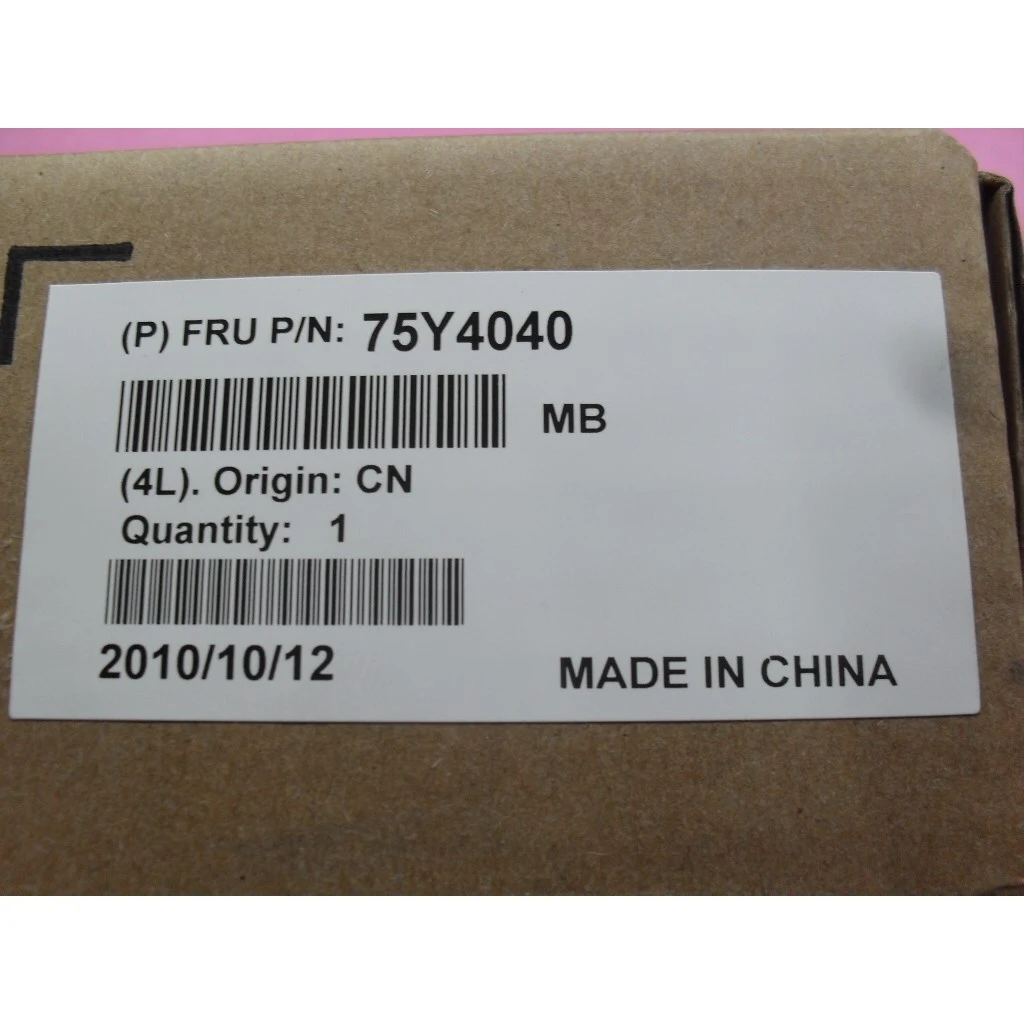 (P) FRU P/N: 75Y4040
MB
(4L). Origin: CN
Quantity: 1
2010/10/12
MADE IN CHINA